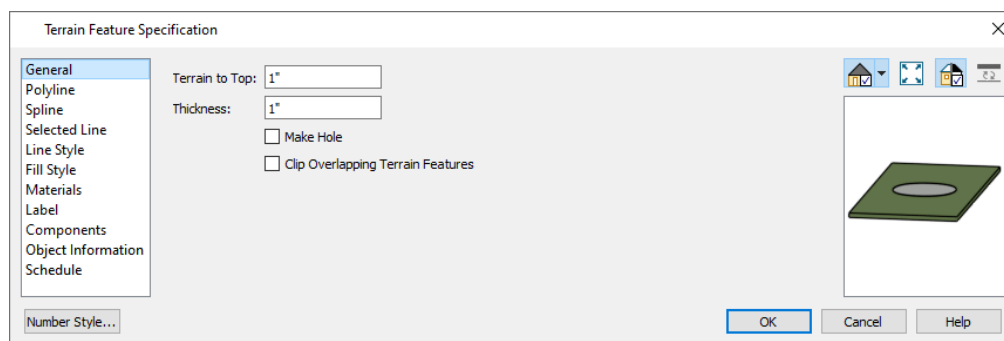 Terrain Feature Specification
General
Polyline
Spline
Selected Line
Line Style
Fill Style
Materials
Label
Components
Object Information
Schedule
Terrain to Top: 1"
Thickness: 1"
Make Hole
Clip Overlapping Terrain Features
Number Style...
OK
Cancel
Help